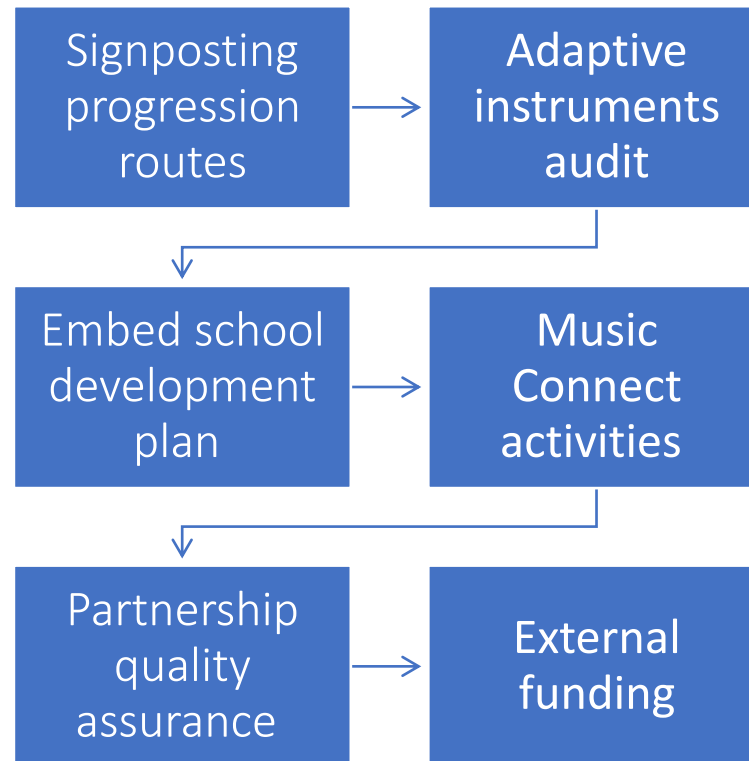 Signposting
progression
routes
Adaptive
instruments
audit
Embed school
development
plan
Music
Connect
activities
Partnership
quality
assurance
External
funding